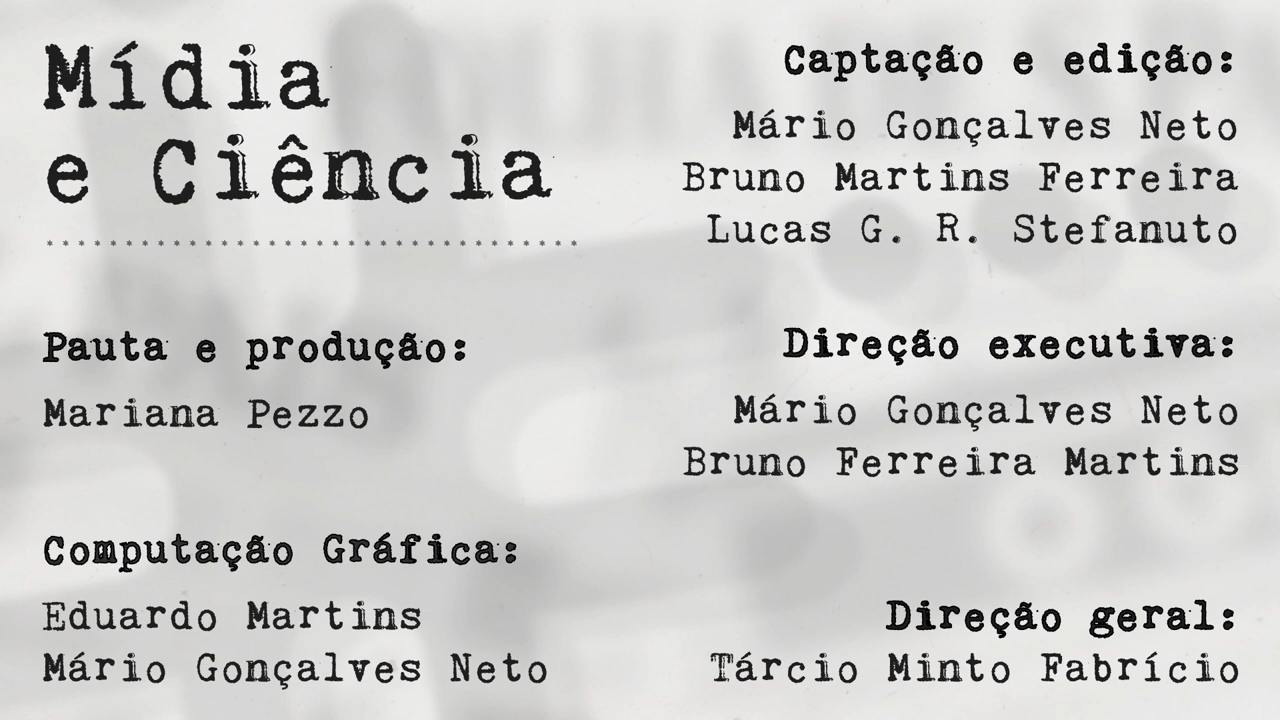 Mídia
e Ciência
Pauta e produção:
Mariana Pezzo
Computação Gráfica:
Eduardo Martins
Mário Gonçalves Neto
Captação e edição:
Mário Gonçalves Neto
Bruno Martins Ferreira
Lucas G. R. Stefanuto
Direção executiva:
Mário Gonçalves Neto
Bruno Ferreira Martins
Direção geral:
Tárcio Minto Fabrício